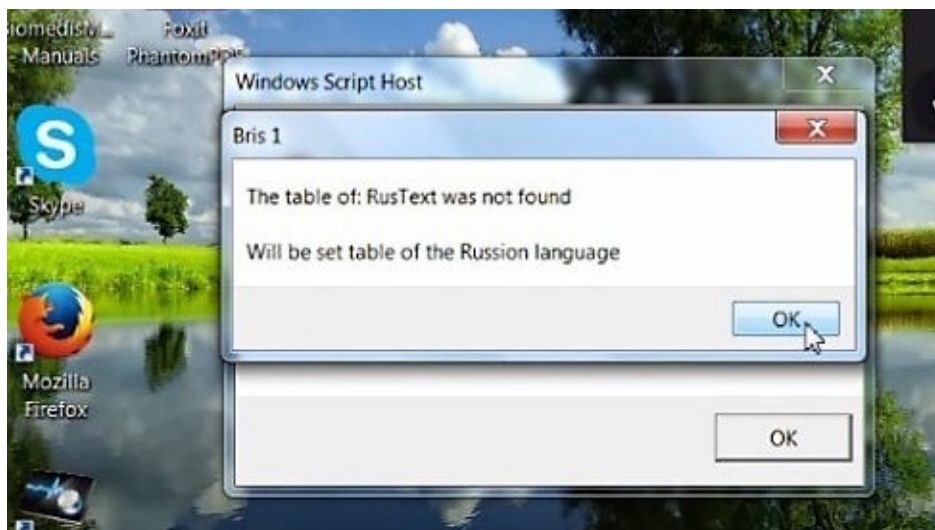 Manuals
Foxit
PhantomPDF
Skype
Mozilla
Firefox
Windows Script Host
Bris 1
The table of: RusText was not found
Will be set table of the Russion language
OK
OK